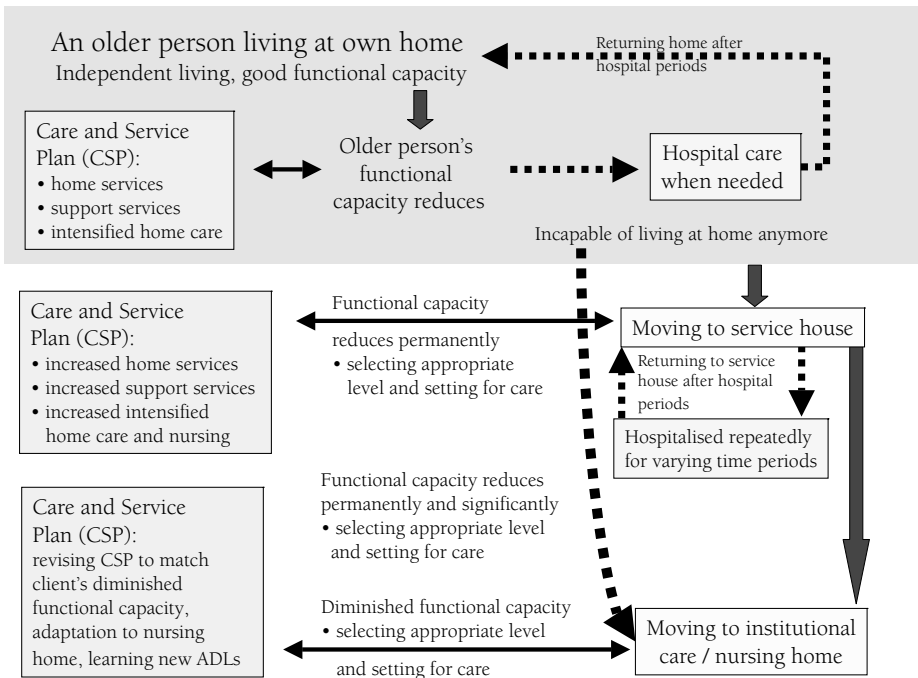 An older person living at own home
Independent living, good functional capacity
Returning home after
hospital periods
Care and Service
Plan (CSP):
• home services
• support services
• intensified home care
Older person's
functional
capacity reduces
Hospital care
when needed
Incapable of living at home anymore
Care and Service
Plan (CSP):
• increased home services
• increased support services
• increased intensified
home care and nursing
Functional capacity
reduces permanently
• selecting appropriate
level and setting for care
Moving to service house
Returning to service
house after hospital
periods
Hospitalised repeatedly
for varying time periods
Functional capacity reduces
permanently and significantly
• selecting appropriate level
and setting for care
Care and Service
Plan (CSP):
revising CSP to match
client's diminished
functional capacity,
adaptation to nursing
home, learning new ADLs
Diminished functional capacity
• selecting appropriate level
and setting for care
Moving to institutional
care / nursing home